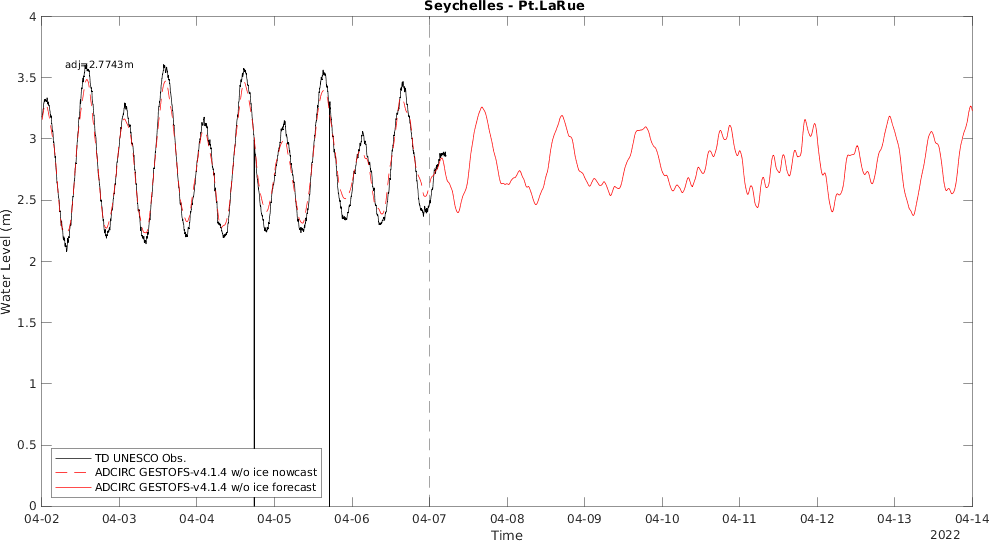 Seychelles - Pt.LaRue
adj=2.7743m
Water Level (m)
4
3.5
3
2.5
2
1.5
1
0.5
0
TD UNESCO Obs.
ADCIRC GESTOFS-v4.1.4 w/o ice nowcast
ADCIRC GESTOFS-v4.1.4 w/o ice forecast
04-02 04-03 04-04 04-05 04-06 04-07 04-08 04-09 04-10 04-11 04-12 04-13 04-14
Time
2022